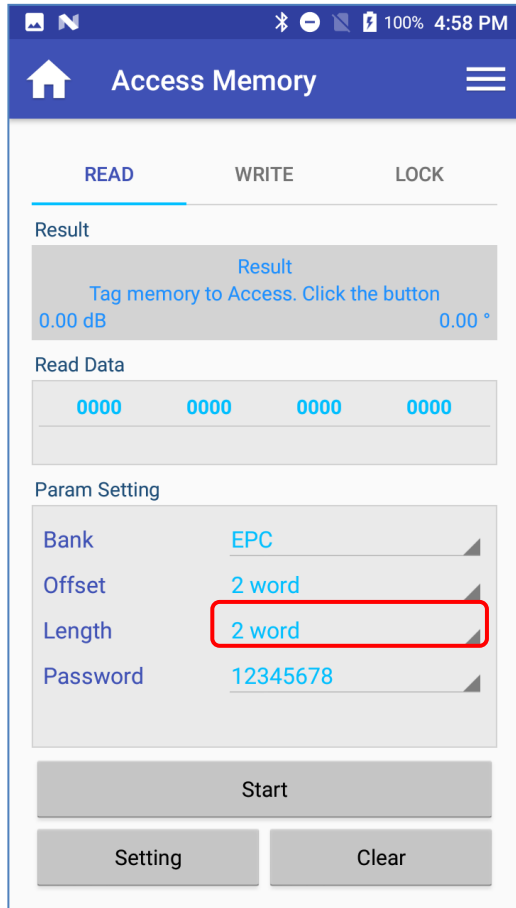 100% 4:58 PM
Access Memory
READ WRITE LOCK
Result
Result
Tag memory to Access. Click the button
0.00 dB 0.00 °
Read Data
0000 0000 0000 0000
Param Setting
Bank EPC
Offset 2 word
Length 2 word
Password 12345678
Start
Setting Clear